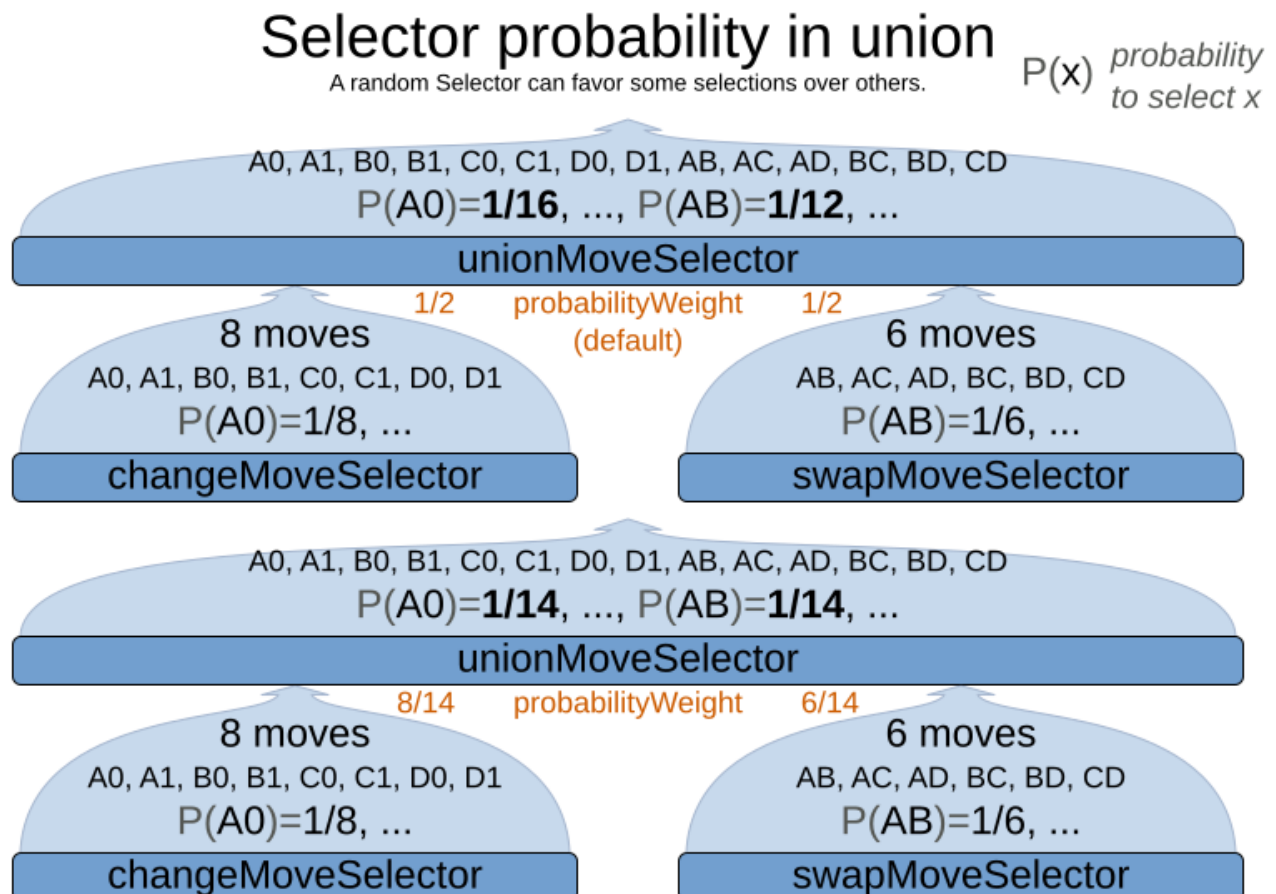 Selector probability in union
A random Selector can favor some selections over others.
P(x) probability
to select x
A0, A1, B0, B1, C0, C1, D0, D1, AB, AC, AD, BC, BD, CD
P(A0)=1/16, ..., P(AB)=1/12, ...
unionMoveSelector
1/2 probabilityWeight 1/2
(default)
8 moves
A0, A1, B0, B1, C0, C1, D0, D1
P(A0)=1/8, ...
changeMoveSelector
6 moves
AB, AC, AD, BC, BD, CD
P(AB)=1/6, ...
swapMoveSelector
A0, A1, B0, B1, C0, C1, D0, D1, AB, AC, AD, BC, BD, CD
P(A0)=1/14, ..., P(AB)=1/14, ...
unionMoveSelector
8/14 probabilityWeight 6/14
8 moves
A0, A1, B0, B1, C0, C1, D0, D1
P(A0)=1/8, ...
changeMoveSelector
6 moves
AB, AC, AD, BC, BD, CD
P(AB)=1/6, ...
swapMoveSelector